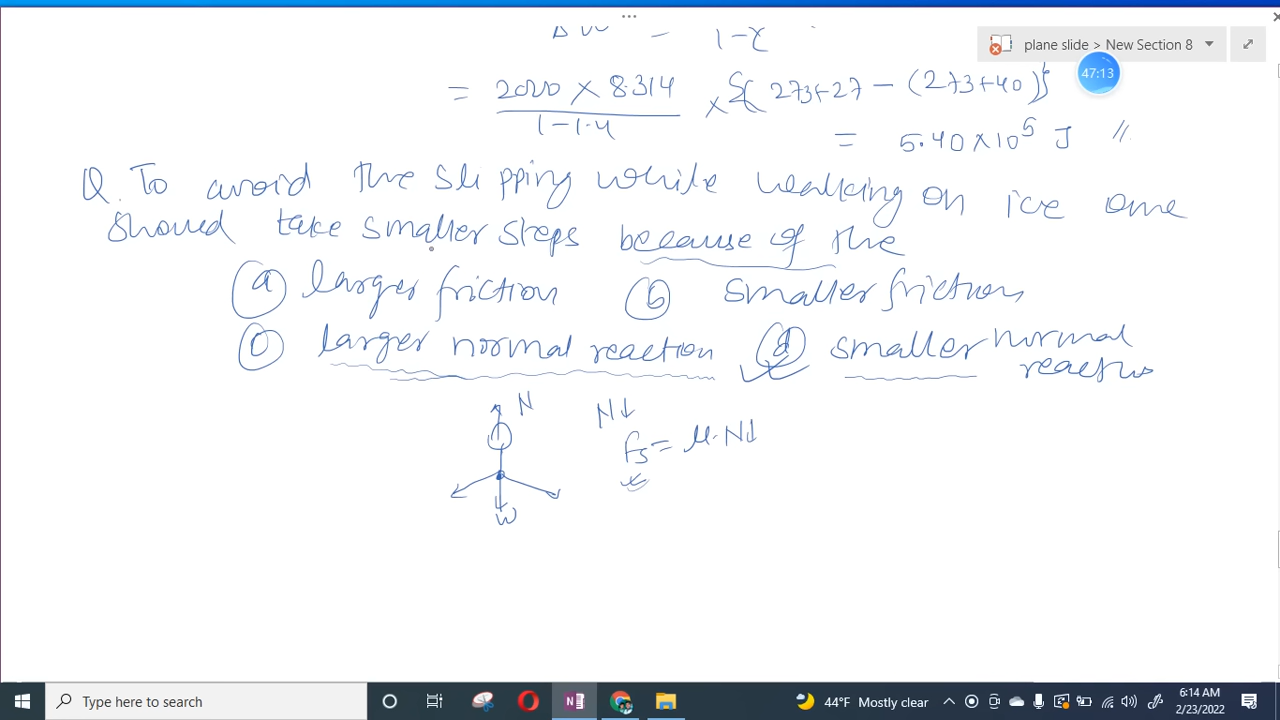 plane slide > New Section 8
47:13
1-γ
= 2000 × 8.314 / 1-1.4 × {(273+27 - (273+40)}
= 5.40×10⁵ J //
Q. To avoid the slipping while walking on ice one
should take smaller steps because of the
(a) larger friction (b) smaller friction
(c) larger normal reaction (d) smaller normal
reaction
N N↓
fs = μ.N↓
W
Type here to search
44°F Mostly clear
6:14 AM
2/23/2022